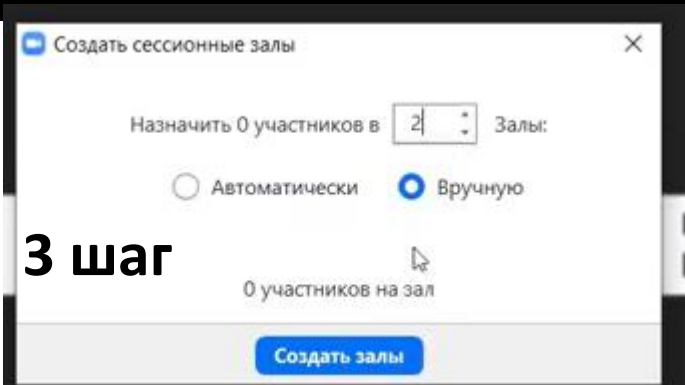 Создать сессионные залы
Назначить 0 участников в 2 Залы:
Автоматически Вручную
3 шаг
0 участников на зал
Создать залы